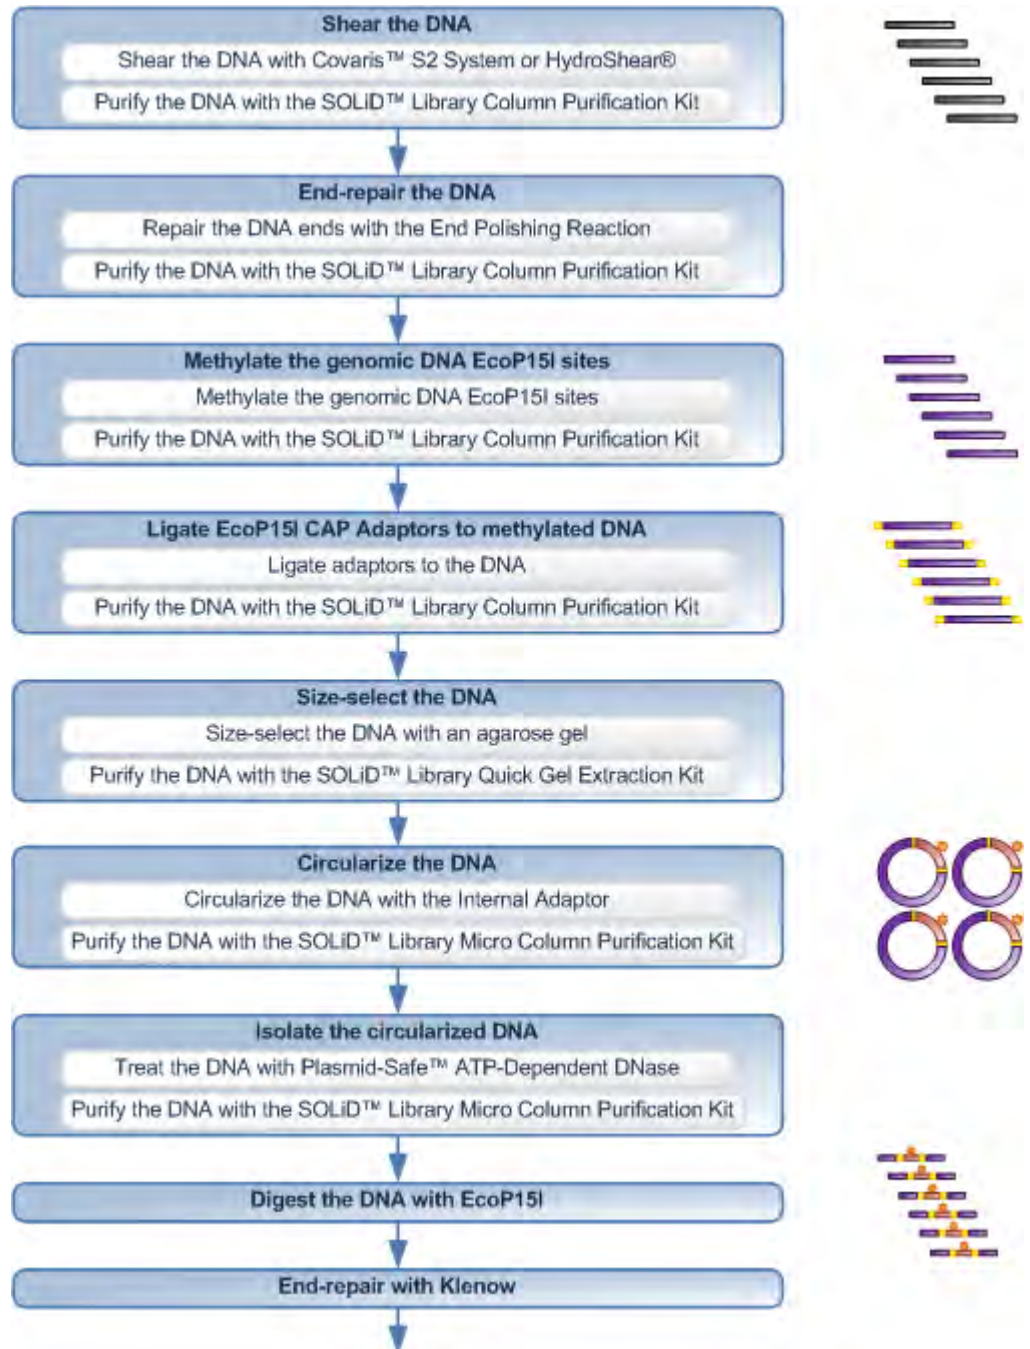 Shear the DNA
Shear the DNA with Covaris™ S2 System or HydroShear®
Purify the DNA with the SOLiD™ Library Column Purification Kit
End-repair the DNA
Repair the DNA ends with the End Polishing Reaction
Purify the DNA with the SOLiD™ Library Column Purification Kit
Methylate the genomic DNA EcoP15I sites
Methylate the genomic DNA EcoP15I sites
Purify the DNA with the SOLiD™ Library Column Purification Kit
Ligate EcoP15I CAP Adaptors to methylated DNA
Ligate adaptors to the DNA
Purify the DNA with the SOLiD™ Library Column Purification Kit
Size-select the DNA
Size-select the DNA with an agarose gel
Purify the DNA with the SOLiD™ Library Quick Gel Extraction Kit
Circularize the DNA
Circularize the DNA with the Internal Adaptor
Purify the DNA with the SOLiD™ Library Micro Column Purification Kit
Isolate the circularized DNA
Treat the DNA with Plasmid-Safe™ ATP-Dependent DNase
Purify the DNA with the SOLiD™ Library Micro Column Purification Kit
Digest the DNA with EcoP15I
End-repair with Klenow